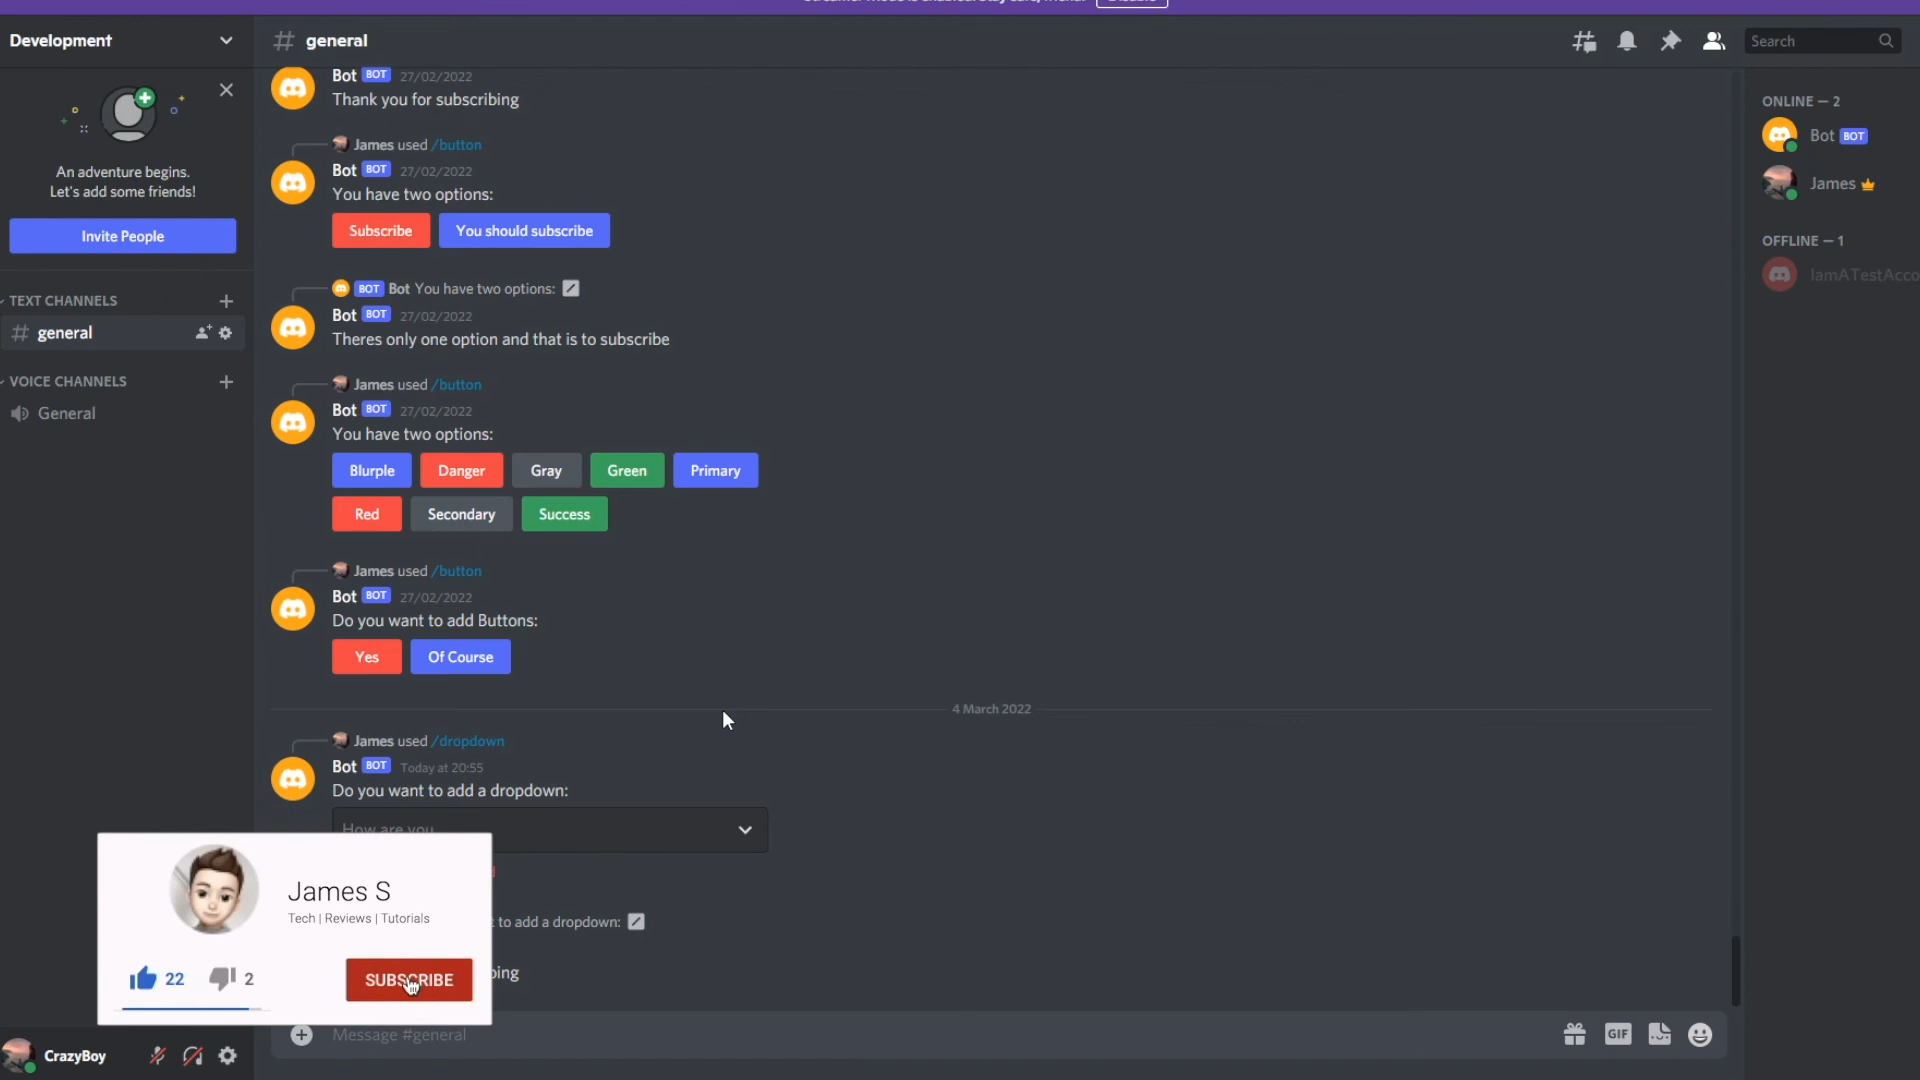 Development
# general
Search
Bot BOT 27/02/2022
Thank you for subscribing
James used /button
Bot BOT 27/02/2022
You have two options:
Subscribe You should subscribe
BOT Bot You have two options:
Bot BOT 27/02/2022
Theres only one option and that is to subscribe
James used /button
Bot BOT 27/02/2022
You have two options:
Blurple Danger Gray Green Primary
Red Secondary Success
James used /button
Bot BOT 27/02/2022
Do you want to add Buttons:
Yes Of Course
4 March 2022
James used /dropdown
Bot BOT Today at 20:55
Do you want to add a dropdown:
How are you
to add a dropdown:
An adventure begins.
Let's add some friends!
Invite People
TEXT CHANNELS
# general
VOICE CHANNELS
General
ONLINE — 2
Bot BOT
James
OFFLINE — 1
James S
Tech | Reviews | Tutorials
22 2
SUBSCRIBE
Message #general
GIF
CrazyBoy